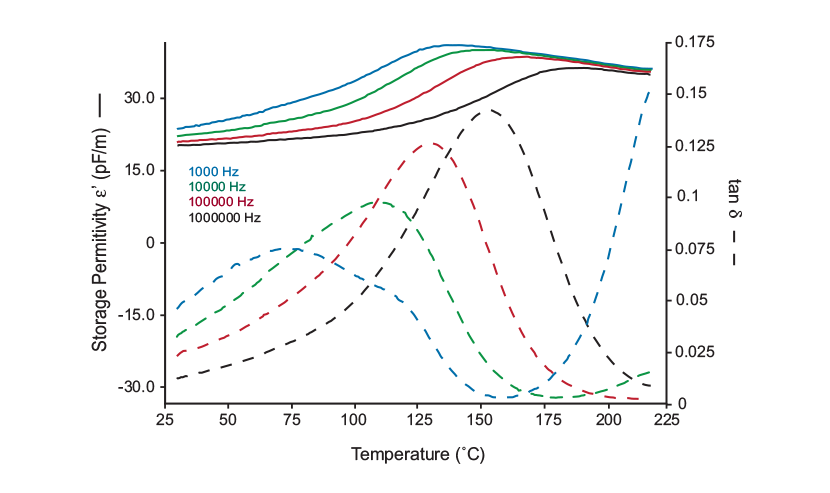 Storage Permitivity ε’ (pF/m) —
30.0
15.0
0
-15.0
-30.0
1000 Hz
10000 Hz
100000 Hz
1000000 Hz
0.175
0.15
0.125
0.1
0.075
0.05
0.025
0
tan δ — —
25 50 75 100 125 150 175 200 225
Temperature (˚C)